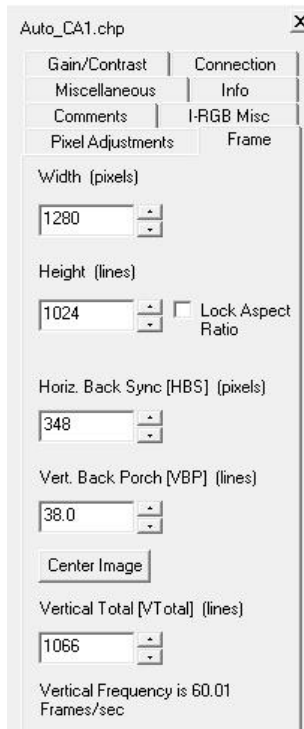 Auto_CA1.chp
Gain/Contrast Connection
Miscellaneous Info
Comments I-RGB Misc
Pixel Adjustments Frame
Width (pixels)
1280
Height (lines)
1024 Lock Aspect
Ratio
Horiz. Back Sync [HBS] (pixels)
348
Vert. Back Porch [VBP] (lines)
38.0
Center Image
Vertical Total [VTotal] (lines)
1066
Vertical Frequency is 60.01
Frames/sec